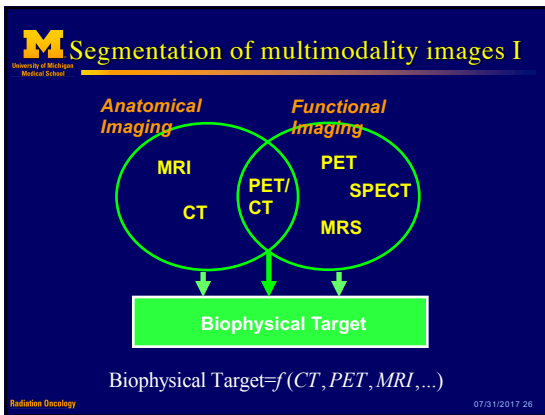 M
University of Michigan
Medical School
Segmentation of multimodality images I
Anatomical
Imaging
Functional
Imaging
MRI
CT
PET/
CT
PET
SPECT
MRS
Biophysical Target
Biophysical Target=f (CT, PET, MRI,...)
Radiation Oncology
07/31/2017 26